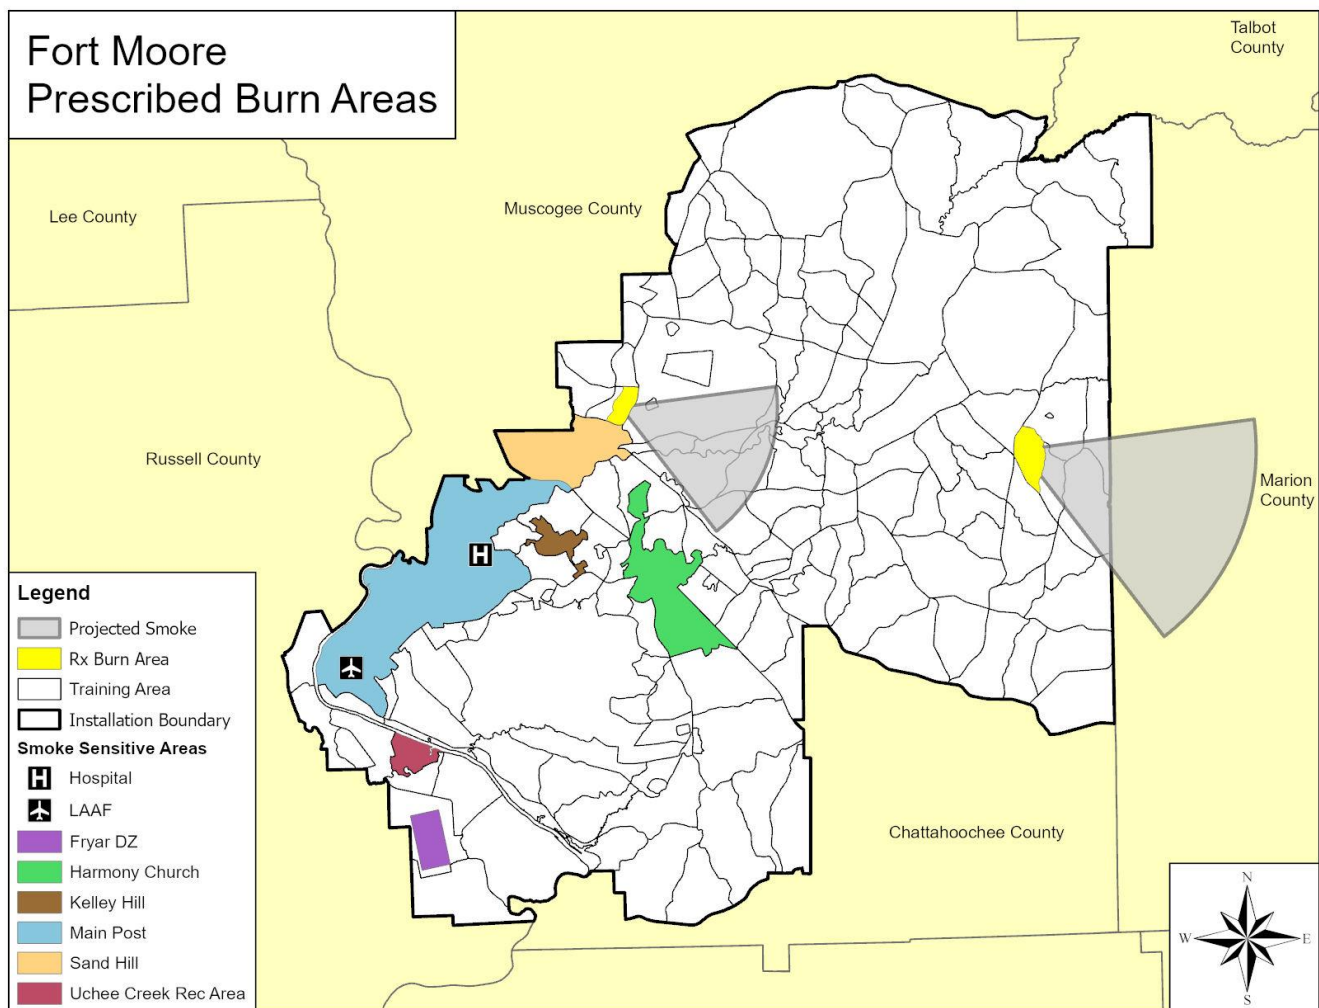 Fort Moore
Prescribed Burn Areas
Talbot
County
Lee County
Muscogee County
Russell County
Marion
County
Chattahoochee County
H
Legend
Projected Smoke
Rx Burn Area
Training Area
Installation Boundary
Smoke Sensitive Areas
H Hospital
LAAF
Fryar DZ
Harmony Church
Kelley Hill
Main Post
Sand Hill
Uchee Creek Rec Area
N
W E
S